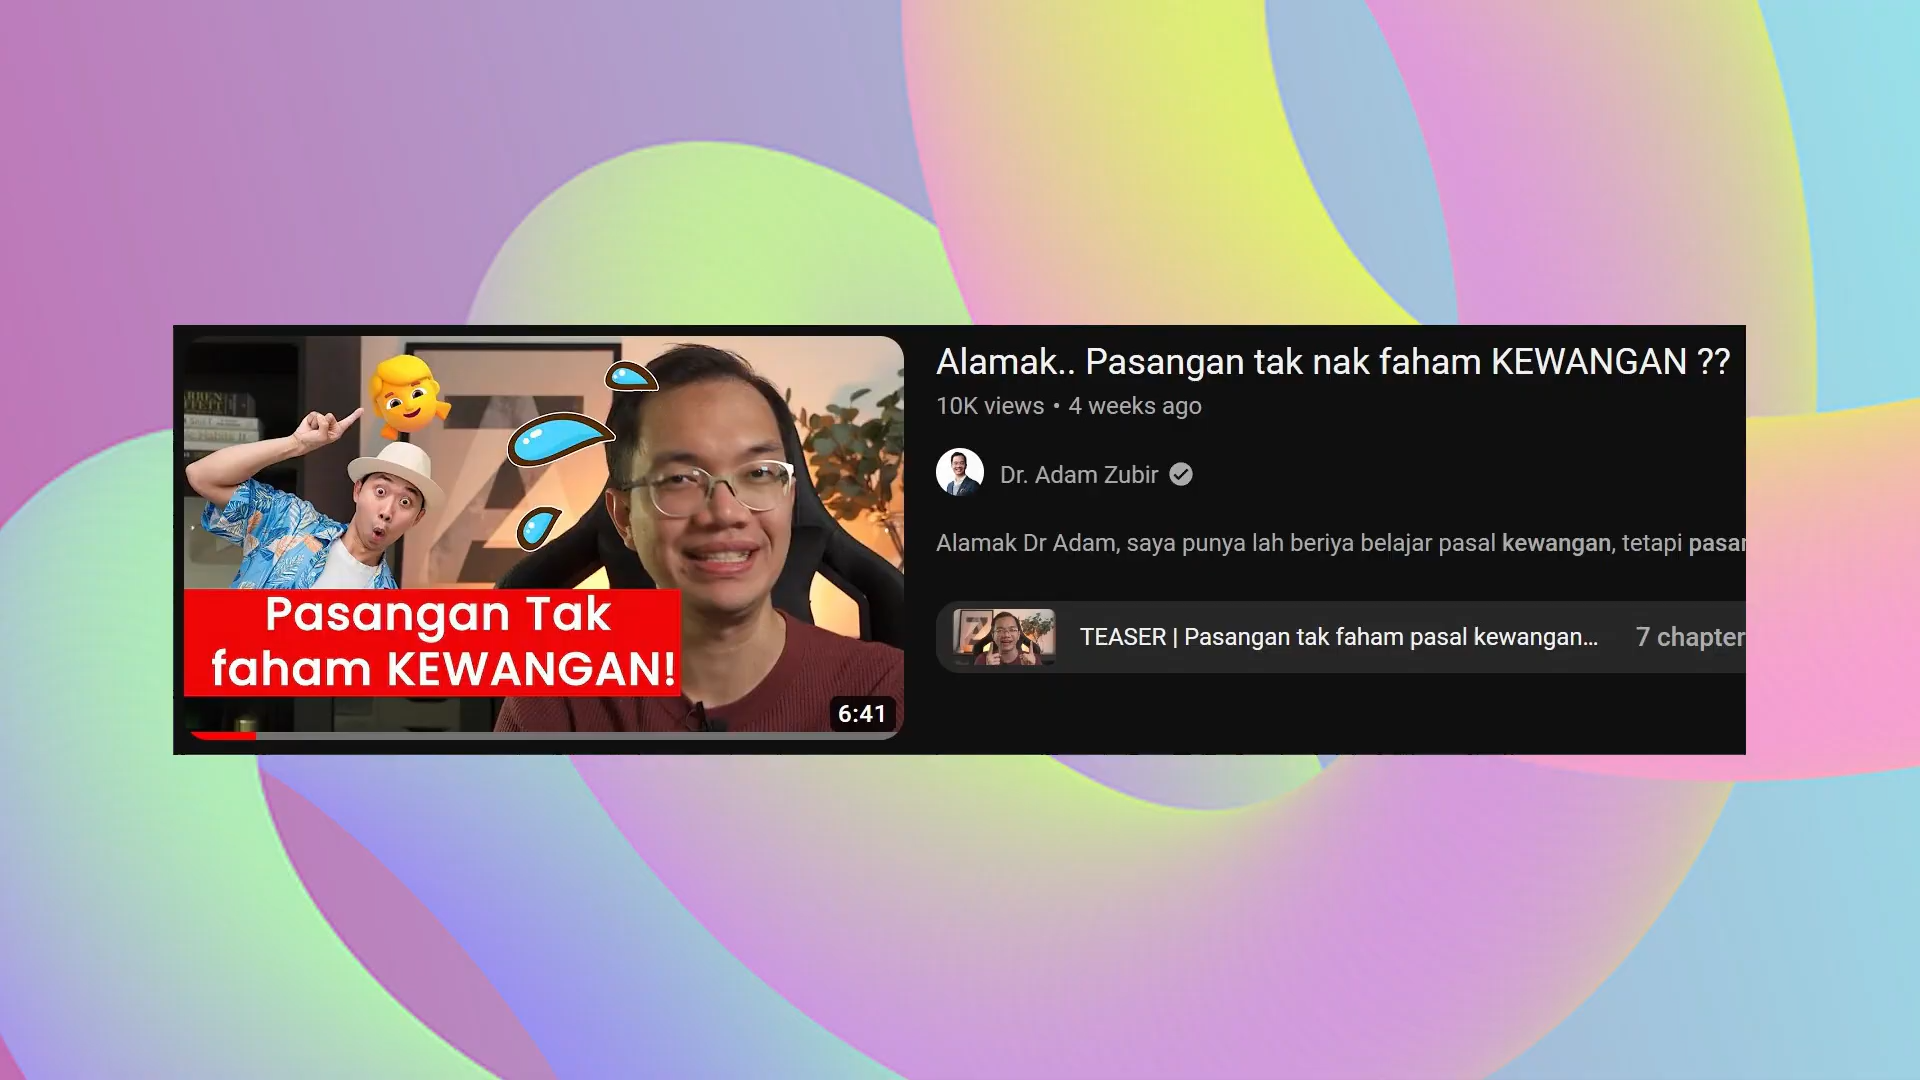 Pasangan Tak
faham KEWANGAN!
6:41
Alamak.. Pasangan tak nak faham KEWANGAN ??
10K views • 4 weeks ago
Dr. Adam Zubir
Alamak Dr Adam, saya punya lah beriya belajar pasal kewangan, tetapi pasar
TEASER | Pasangan tak faham pasal kewangan...
7 chapter